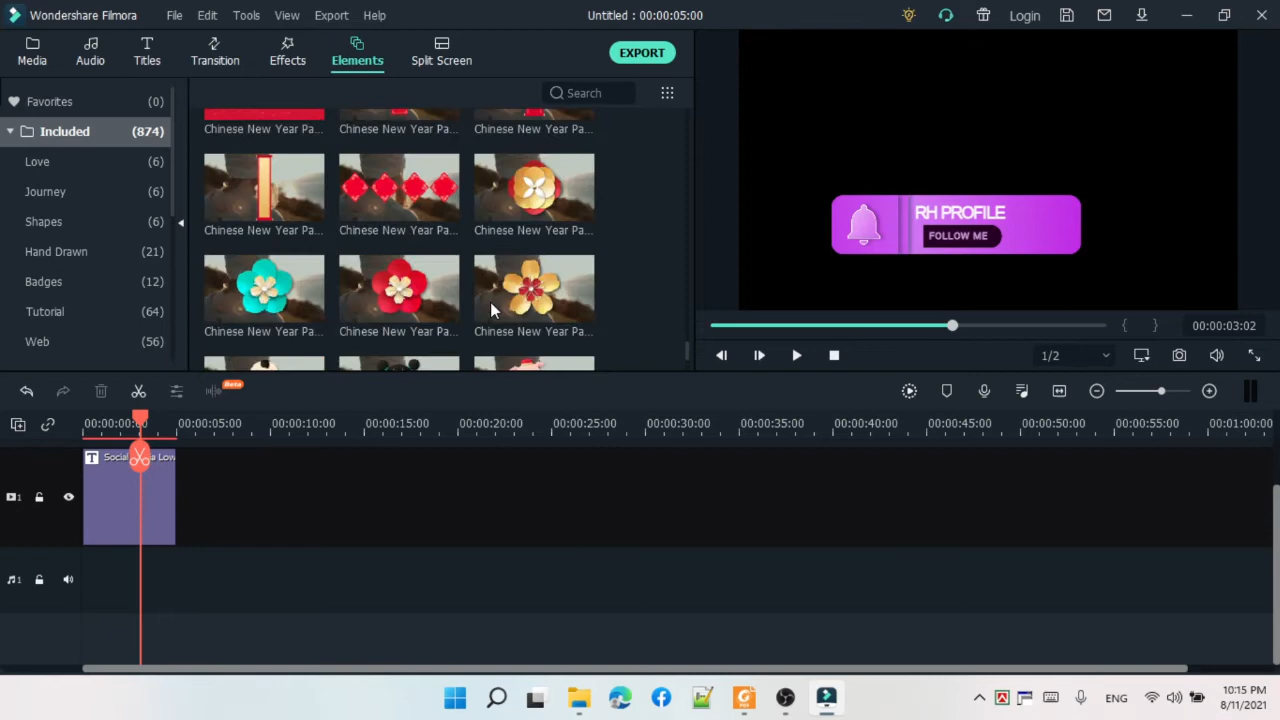 Wondershare Filmora
File
Edit
Tools
View
Export
Help
Untitled : 00:00:05:00
Login
Media
Audio
Titles
Transition
Effects
Elements
Split Screen
EXPORT
Favorites (0)
Included (874)
Love (6)
Journey (6)
Shapes (6)
Hand Drawn (21)
Badges (12)
Tutorial (64)
Web (56)
Search
Chinese New Year Pa... Chinese New Year Pa... Chinese New Year Pa...
Chinese New Year Pa... Chinese New Year Pa... Chinese New Year Pa...
Chinese New Year Pa... Chinese New Year Pa... Chinese New Year Pa...
RH PROFILE
FOLLOW ME
00:00:03:02
1/2
Beta
00:00:00:00 00:00:05:00 00:00:10:00 00:00:15:00 00:00:20:00 00:00:25:00 00:00:30:00 00:00:35:00 00:00:40:00 00:00:45:00 00:00:50:00 00:00:55:00 00:01:00:00
1
T Social
Low
1
ENG
10:15 PM
8/11/2021